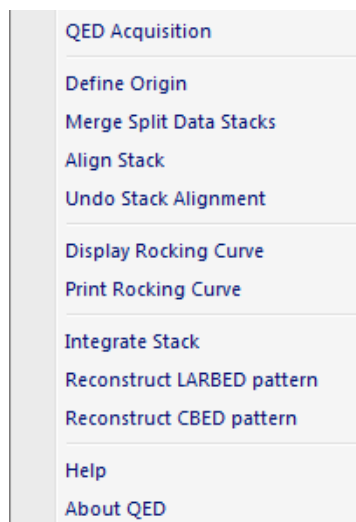 QED Acquisition
Define Origin
Merge Split Data Stacks
Align Stack
Undo Stack Alignment
Display Rocking Curve
Print Rocking Curve
Integrate Stack
Reconstruct LARBED pattern
Reconstruct CBED pattern
Help
About QED